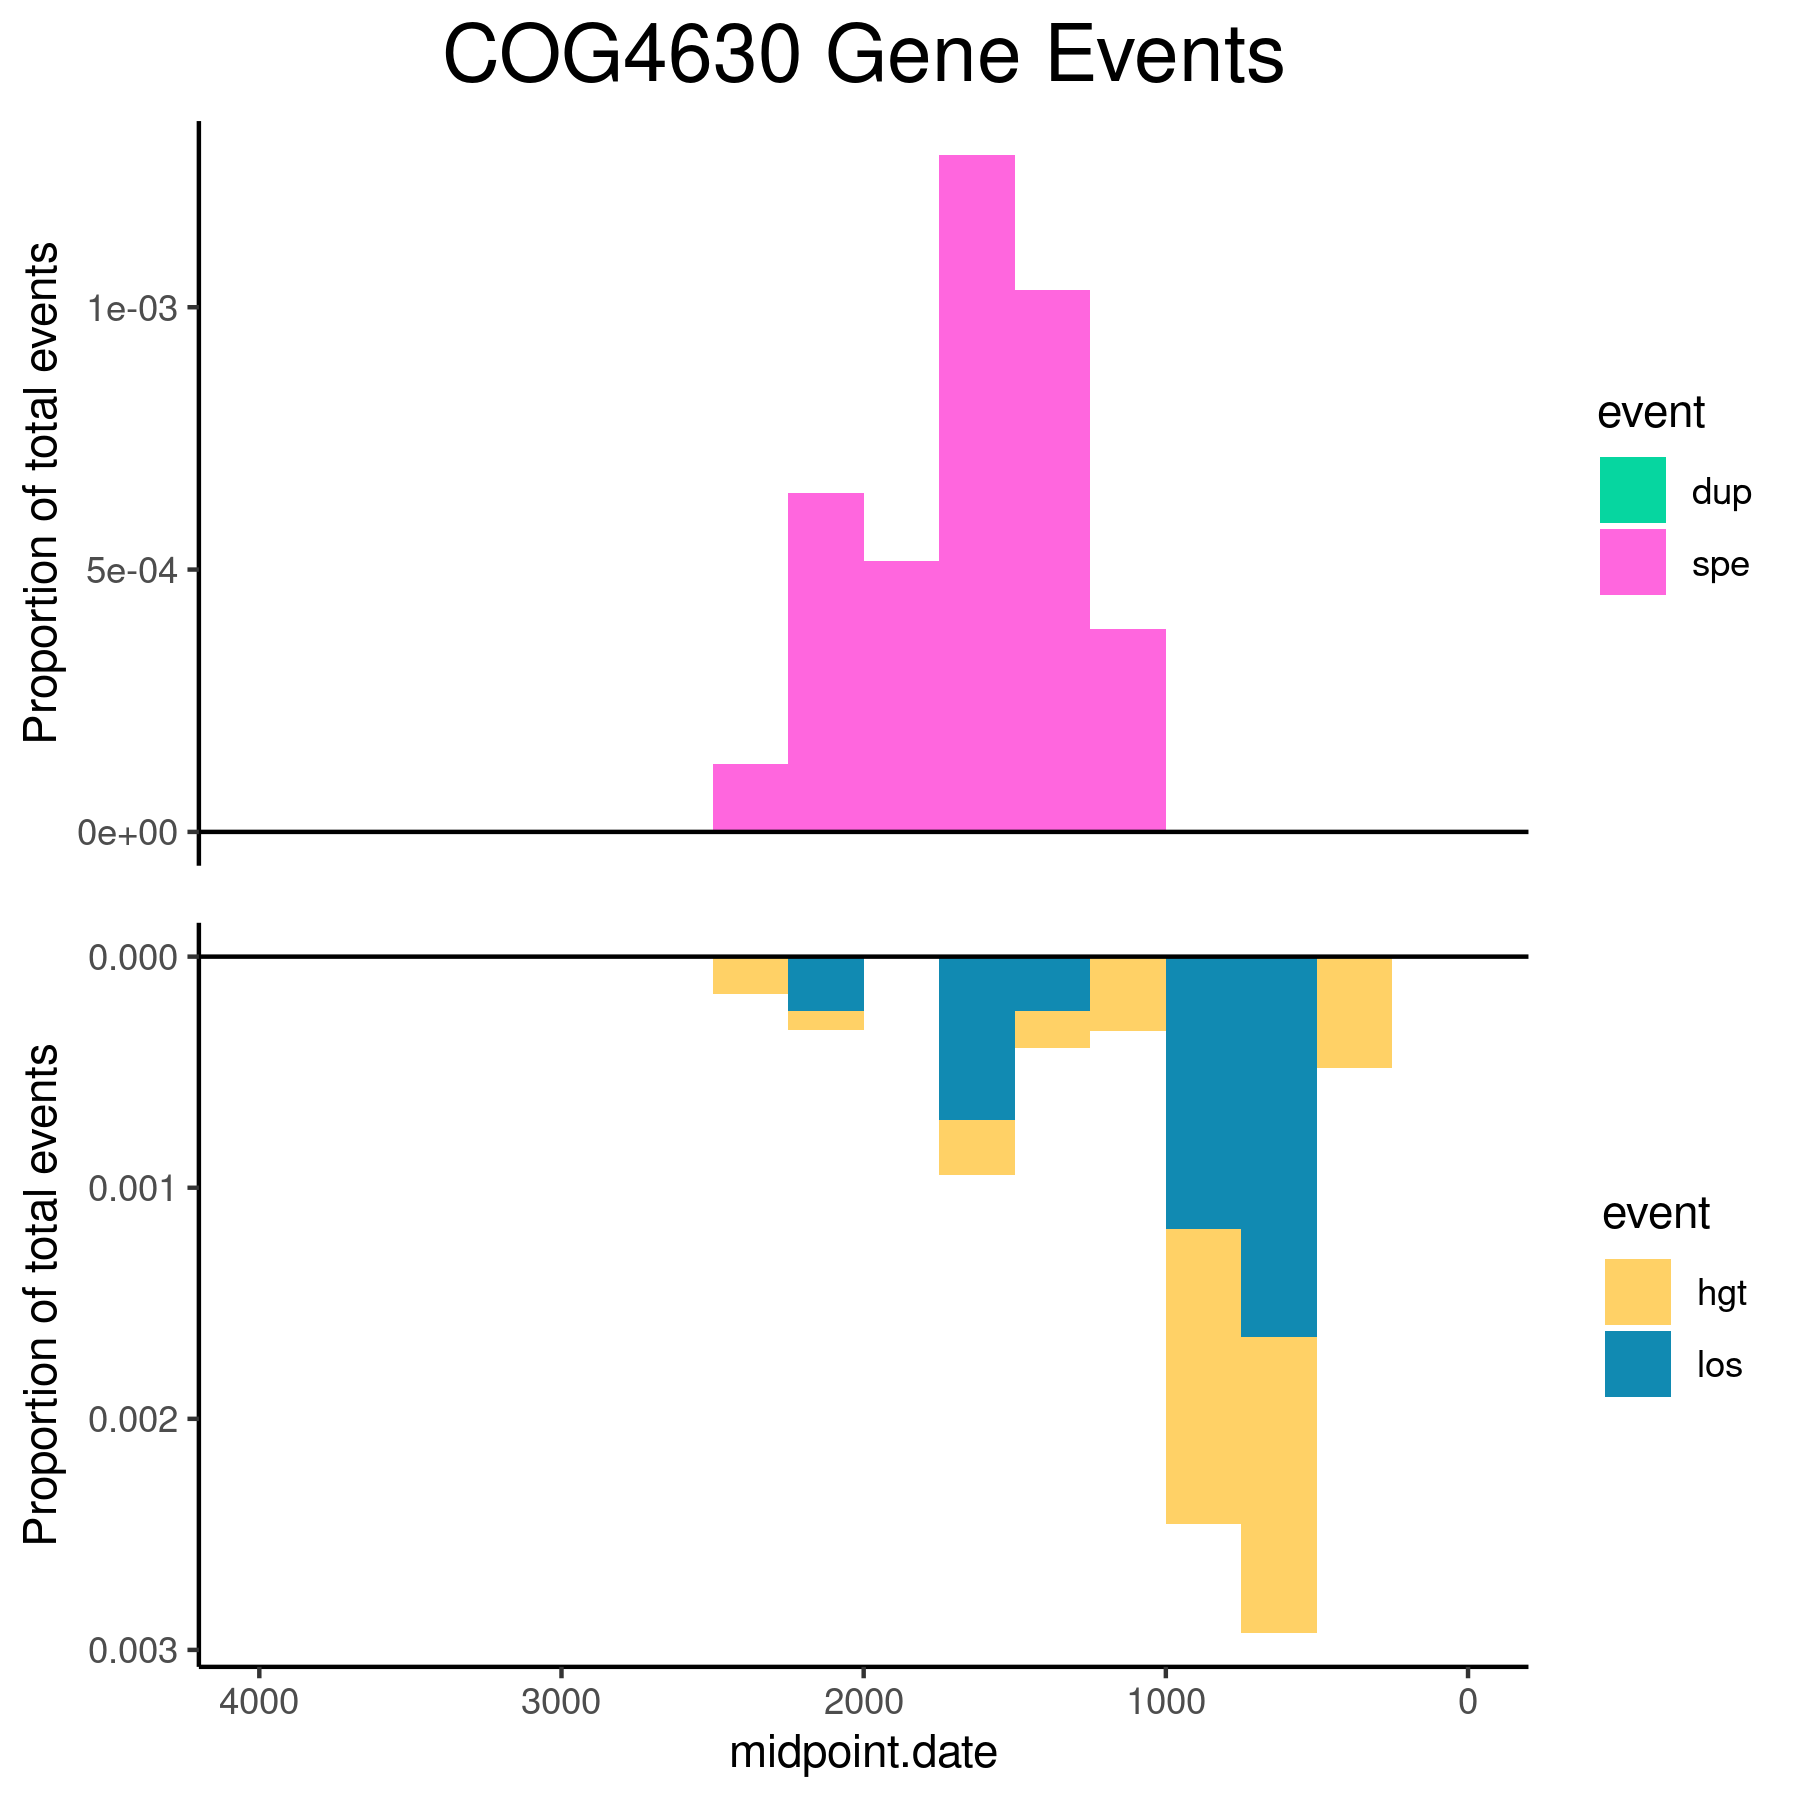 COG4630 Gene Events
Proportion of total events
1e-03
5e-04
0e+00
event
dup
spe
Proportion of total events
0.000
0.001
0.002
0.003
event
hgt
los
4000 3000 2000 1000 0
midpoint.date